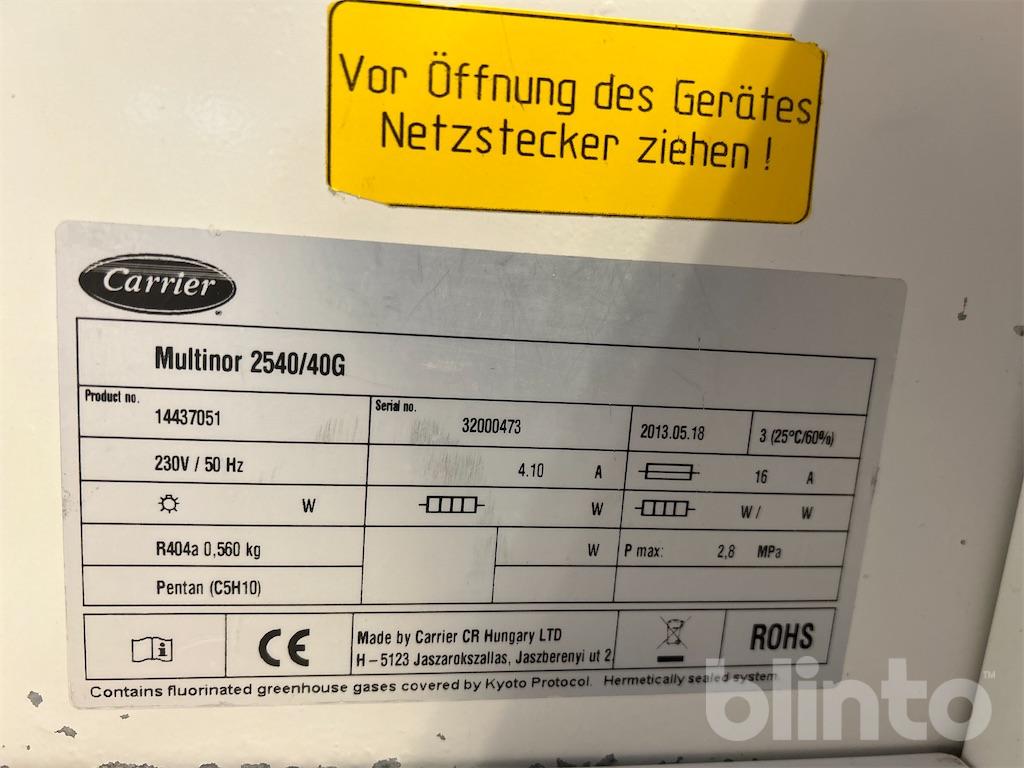 Vor Öffnung des Gerätes
Netzstecker ziehen !
Carrier
Multinor 2540/40G
Product no. 14437051 Serial no. 32000473 2013.05.18 3 (25°C/60%)
230V / 50 Hz 4.10 A 16 A
W W W / W
R404a 0,560 kg W P max: 2,8 MPa
Pentan (C5H10)
CE Made by Carrier CR Hungary LTD ROHS
H - 5123 Jaszarokszallas, Jaszberenyi ut 2.
Contains fluorinated greenhouse gases covered by Kyoto Protocol. Hermetically sealed system.
blinto™